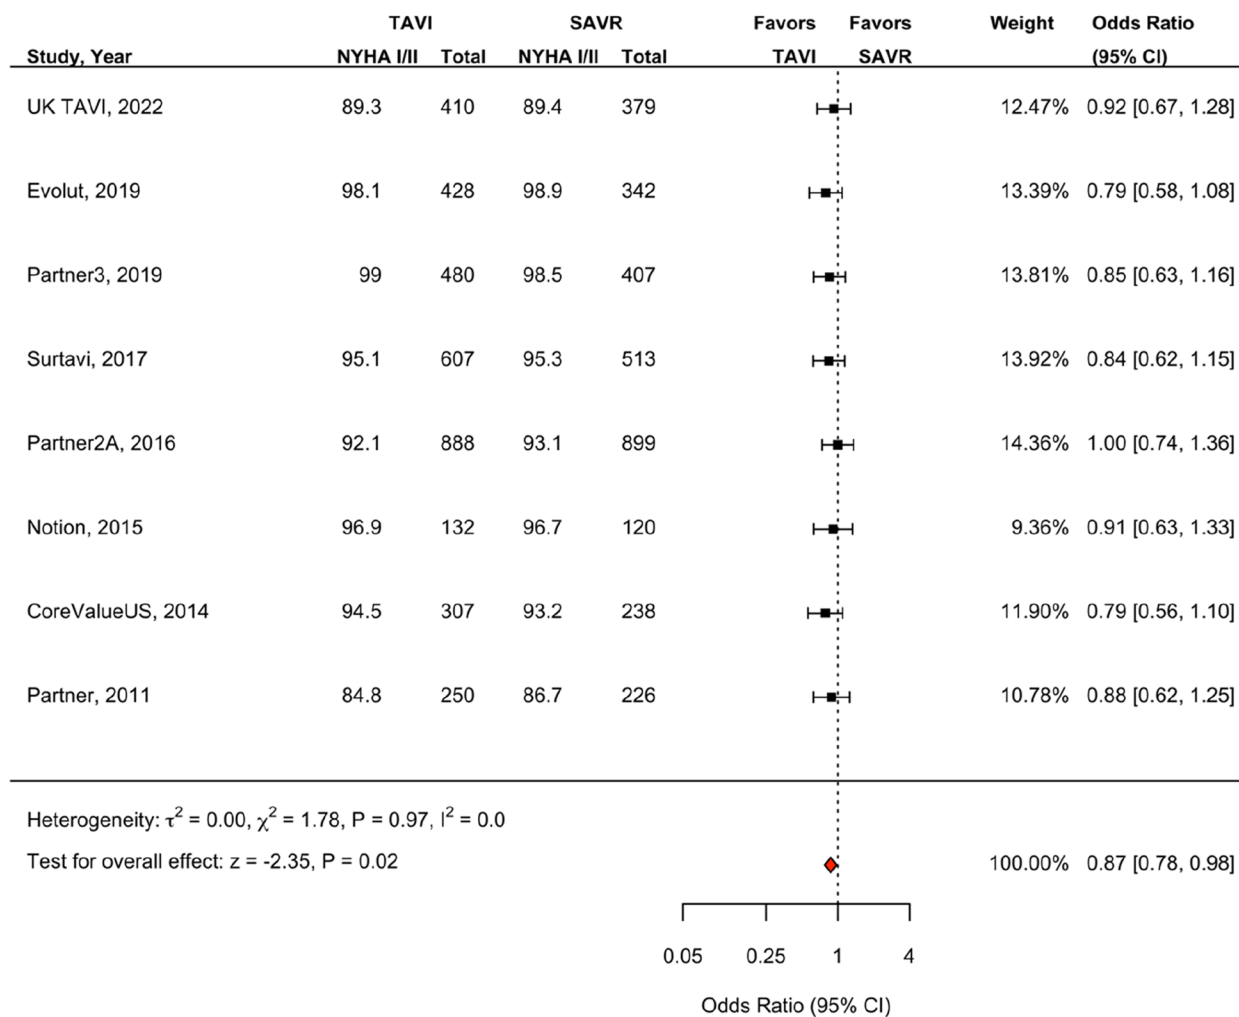 TAVI SAVR Favors Favors Weight Odds Ratio
Study, Year NYHA I/II Total NYHA I/II Total TAVI SAVR (95% CI)
UK TAVI, 2022 89.3 410 89.4 379 12.47% 0.92 [0.67, 1.28]
Evolut, 2019 98.1 428 98.9 342 13.39% 0.79 [0.58, 1.08]
Partner3, 2019 99 480 98.5 407 13.81% 0.85 [0.63, 1.16]
Surtavi, 2017 95.1 607 95.3 513 13.92% 0.84 [0.62, 1.15]
Partner2A, 2016 92.1 888 93.1 899 14.36% 1.00 [0.74, 1.36]
Notion, 2015 96.9 132 96.7 120 9.36% 0.91 [0.63, 1.33]
CoreValueUS, 2014 94.5 307 93.2 238 11.90% 0.79 [0.56, 1.10]
Partner, 2011 84.8 250 86.7 226 10.78% 0.88 [0.62, 1.25]
Heterogeneity: τ² = 0.00, χ² = 1.78, P = 0.97, I² = 0.0
Test for overall effect: z = -2.35, P = 0.02 100.00% 0.87 [0.78, 0.98]
0.05 0.25 1 4
Odds Ratio (95% CI)